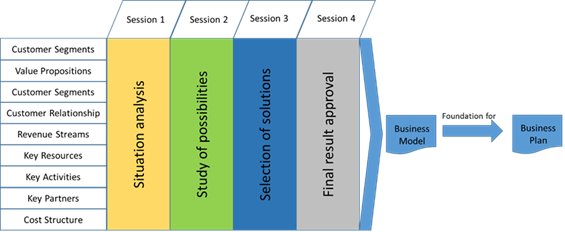 Session 1
Session 2
Session 3
Session 4
Customer Segments
Value Propositions
Customer Segments
Customer Relationship
Revenue Streams
Key Resources
Key Activities
Key Partners
Cost Structure
Situation analysis
Study of possibilities
Selection of solutions
Final result approval
Business
Model
Foundation for
Business
Plan